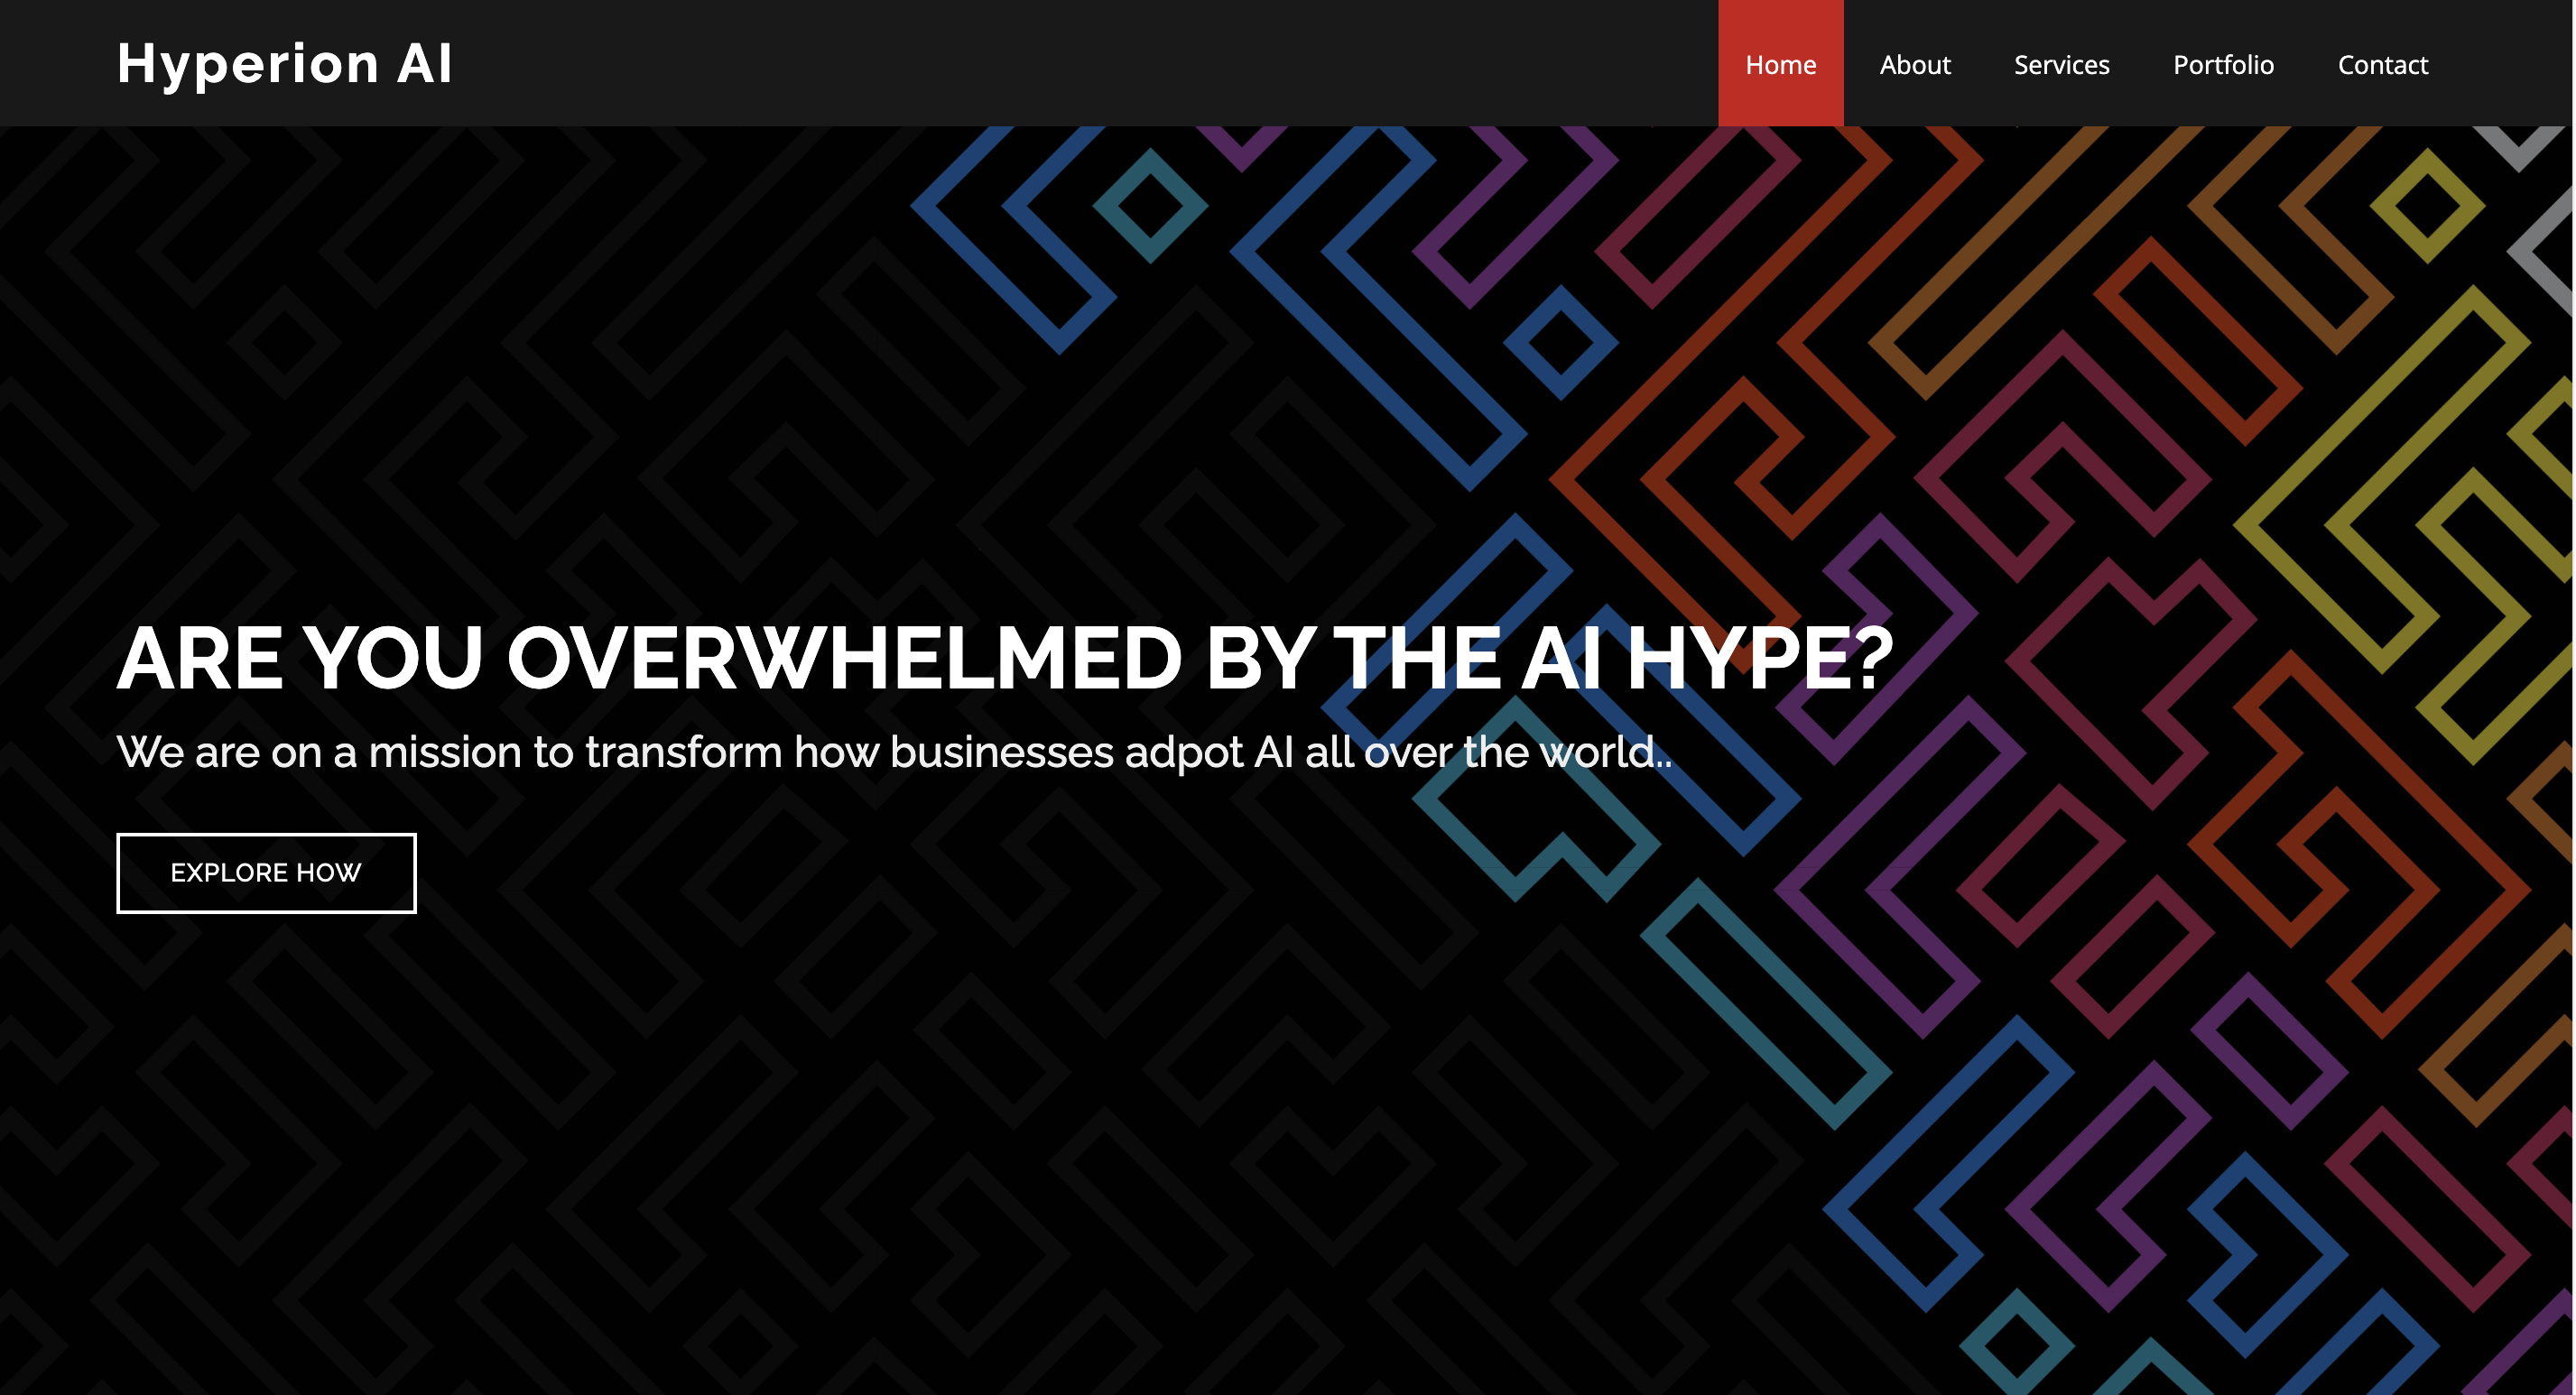 Hyperion AI
Home About Services Portfolio Contact
ARE YOU OVERWHELMED BY THE AI HYPE?
We are on a mission to transform how businesses adpot AI all over the world..
EXPLORE HOW